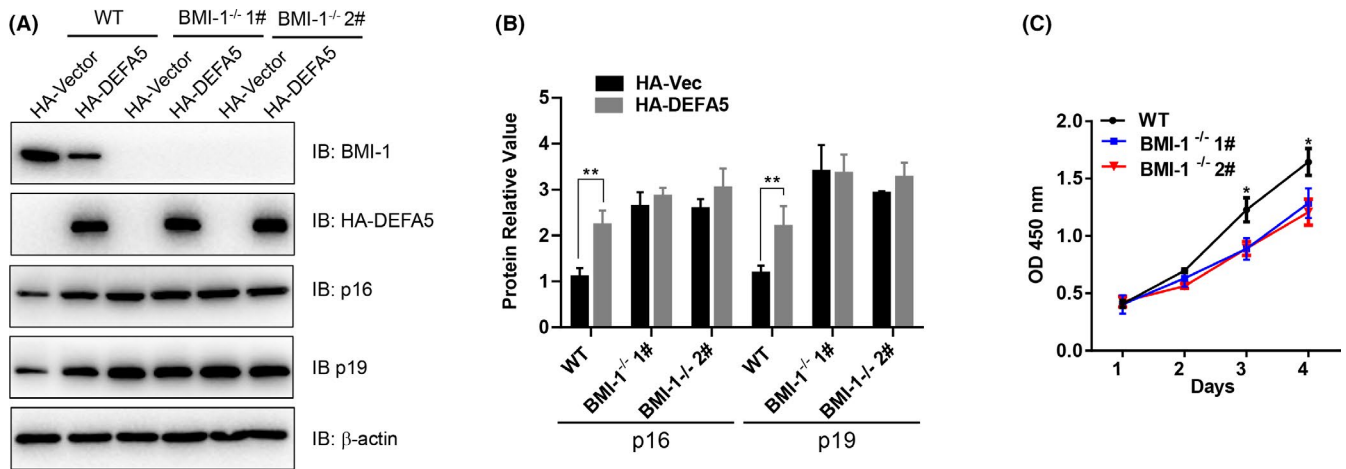 (A)
WT
BMI-1-/- 1#
BMI-1-/- 2#
HA-Vector
HA-DEFA5
HA-Vector
HA-DEFA5
HA-Vector
HA-DEFA5
IB: BMI-1
IB: HA-DEFA5
IB: p16
IB p19
IB: β-actin
(B)
HA-Vec
HA-DEFA5
Protein Relative Value
5
4
3
2
1
0
**
**
WT
BMI-1-/- 1#
BMI-1-/- 2#
WT
BMI-1-/- 1#
BMI-1-/- 2#
p16
p19
(C)
WT
BMI-1 -/- 1#
BMI-1 -/- 2#
OD 450 nm
2.0
1.5
1.0
0.5
0.0
*
*
1 2 3 4
Days